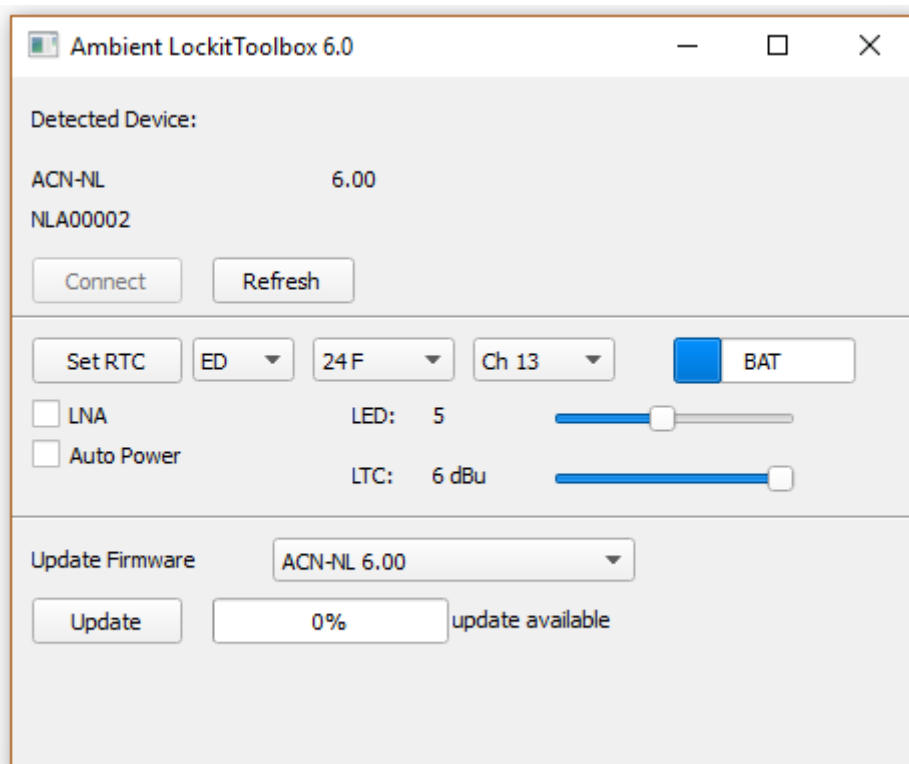 Ambient LockitToolbox 6.0
Detected Device:
ACN-NL 6.00
NLA00002
Connect Refresh
Set RTC ED 24 F Ch 13 BAT
LNA LED: 5
Auto Power
LTC: 6 dBu
Update Firmware ACN-NL 6.00
Update 0% update available